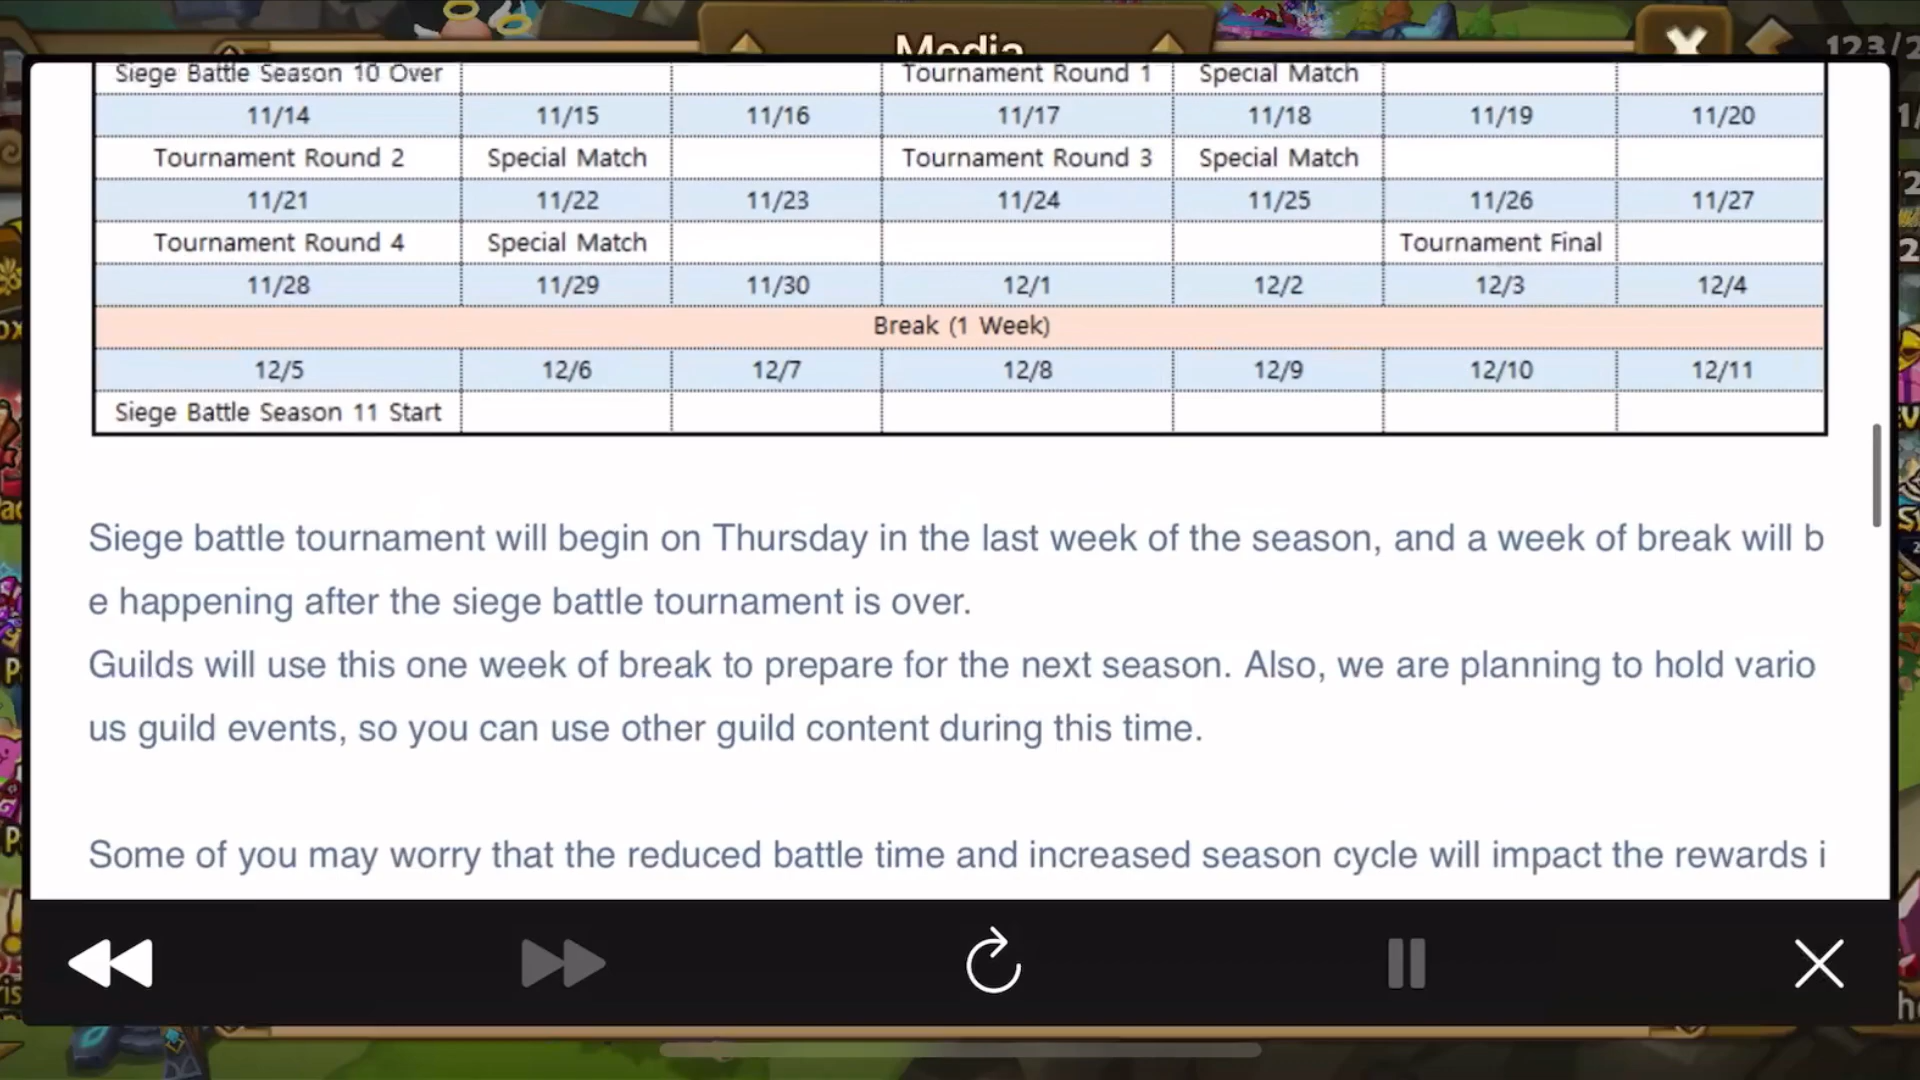 Media
123/2
Siege Battle Season 10 Over Tournament Round 1 Special Match
11/14 11/15 11/16 11/17 11/18 11/19 11/20
Tournament Round 2 Special Match Tournament Round 3 Special Match
11/21 11/22 11/23 11/24 11/25 11/26 11/27
Tournament Round 4 Special Match Tournament Final
11/28 11/29 11/30 12/1 12/2 12/3 12/4
Break (1 Week)
12/5 12/6 12/7 12/8 12/9 12/10 12/11
Siege Battle Season 11 Start
Siege battle tournament will begin on Thursday in the last week of the season, and a week of break will b
e happening after the siege battle tournament is over.
Guilds will use this one week of break to prepare for the next season. Also, we are planning to hold vario
us guild events, so you can use other guild content during this time.
Some of you may worry that the reduced battle time and increased season cycle will impact the rewards i